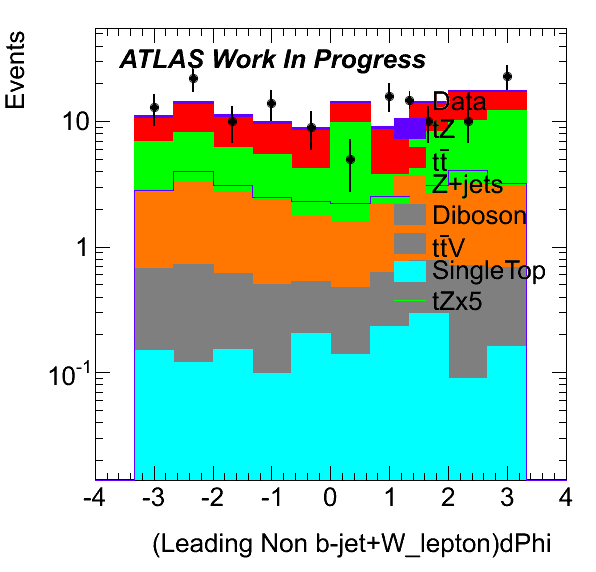 Events
ATLAS Work In Progress
Data
tZ
tt̄
Z+jets
Diboson
tt̄V
SingleTop
tZx5
10
1
10⁻¹
-4 -3 -2 -1 0 1 2 3 4
(Leading Non b-jet+W_lepton)dPhi